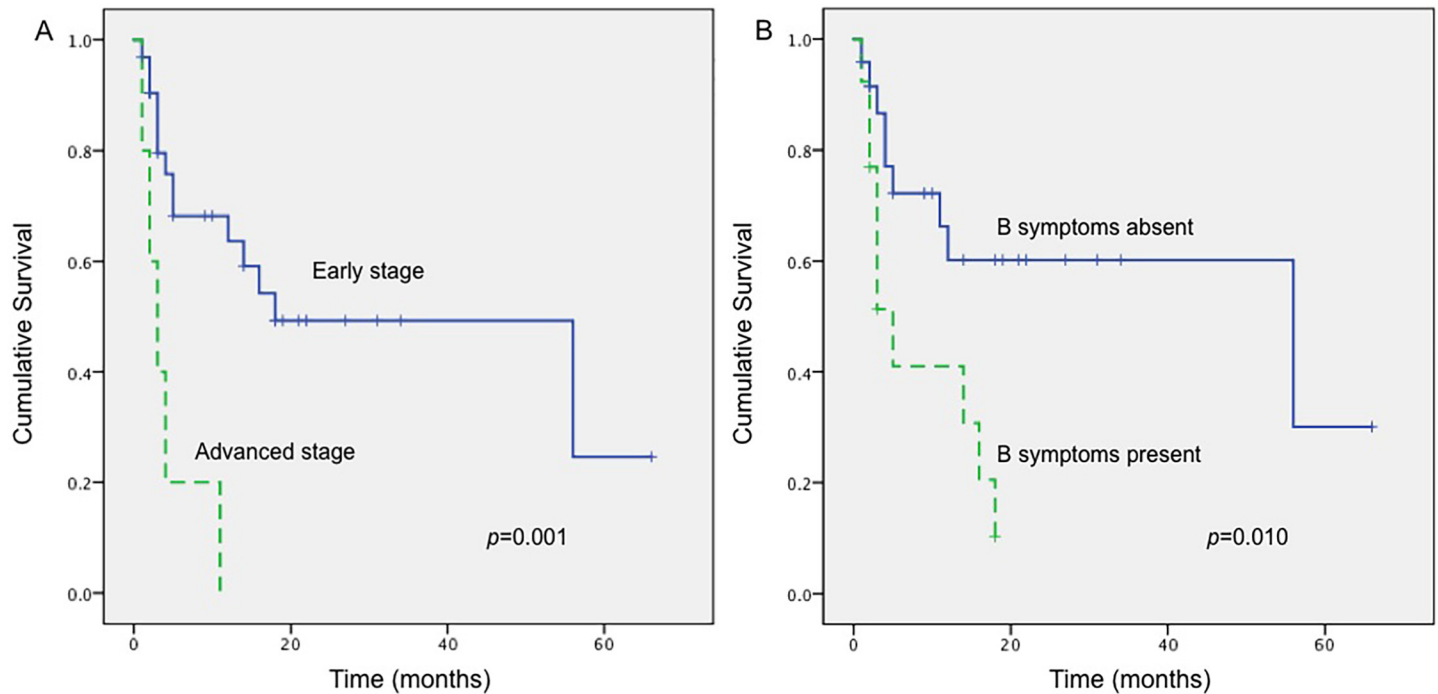 A
Cumulative Survival
1.0
0.8
0.6
0.4
0.2
0.0
Early stage
Advanced stage
p=0.001
0 20 40 60
Time (months)
B
Cumulative Survival
1.0
0.8
0.6
0.4
0.2
0.0
B symptoms absent
B symptoms present
p=0.010
0 20 40 60
Time (months)